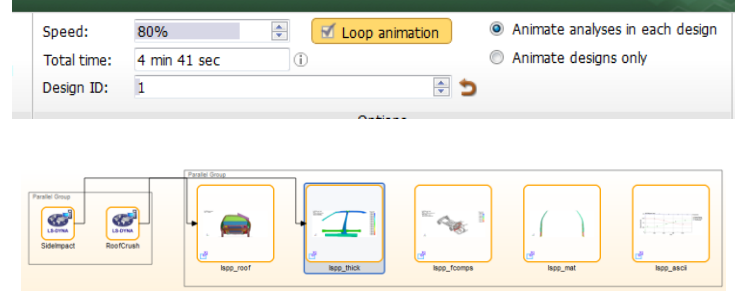 Speed: 80% Loop animation Animate analyses in each design
Total time: 4 min 41 sec Animate designs only
Design ID: 1
Options
Parallel Group
Parallel Group
LS-DYNA LS-DYNA
SideImpact RoofCrush lspp_roof lspp_thick lspp_fcomps lspp_mat lspp_ascii